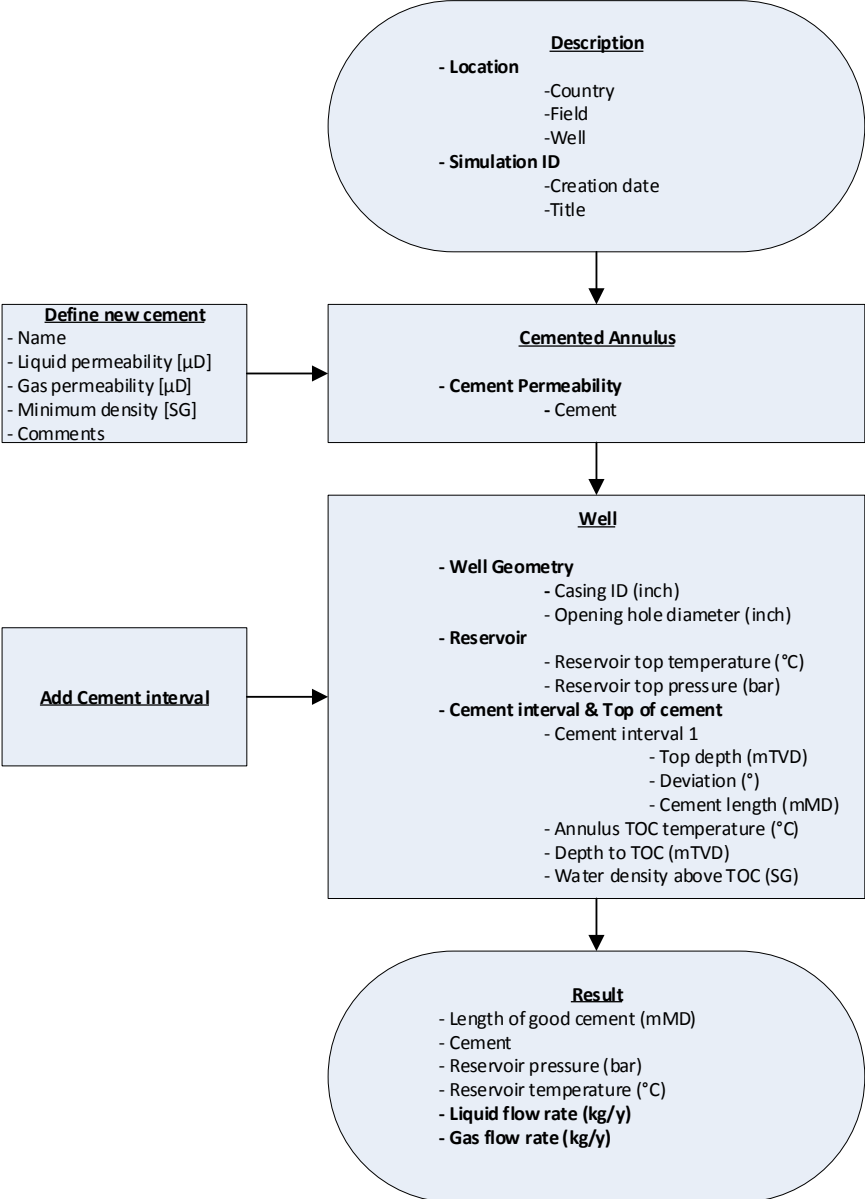 Description
- Location
-Country
-Field
-Well
- Simulation ID
-Creation date
-Title
Define new cement
- Name
- Liquid permeability [µD]
- Gas permeability [µD]
- Minimum density [SG]
- Comments
Cemented Annulus
- Cement Permeability
- Cement
Well
- Well Geometry
- Casing ID (inch)
- Opening hole diameter (inch)
- Reservoir
- Reservoir top temperature (°C)
- Reservoir top pressure (bar)
- Cement interval & Top of cement
- Cement interval 1
- Top depth (mTVD)
- Deviation (°)
- Cement length (mMD)
- Annulus TOC temperature (°C)
- Depth to TOC (mTVD)
- Water density above TOC (SG)
Add Cement interval
Result
- Length of good cement (mMD)
- Cement
- Reservoir pressure (bar)
- Reservoir temperature (°C)
- Liquid flow rate (kg/y)
- Gas flow rate (kg/y)